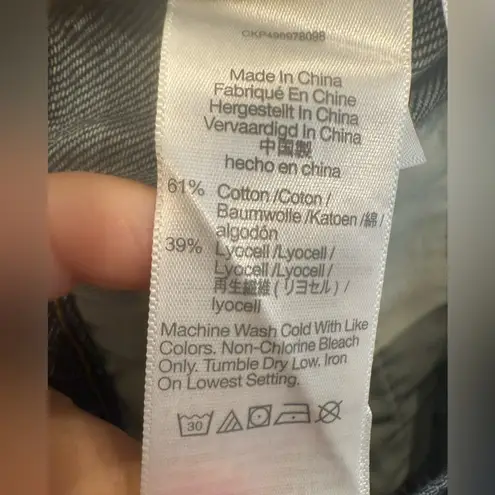 CKP496978098
Made In China
Fabriqué En Chine
Hergestellt In China
Vervaardigd In China
中国製
hecho en china
61% Cotton /Coton /
Baumwolle /Katoen /綿/
algodón
39% Lyocell /Lyocell /
Lyocell /Lyocell /
再生繊維 ( リヨセル ) /
lyocell
Machine Wash Cold With Like
Colors. Non-Chlorine Bleach
Only. Tumble Dry Low. Iron
On Lowest Setting.
30